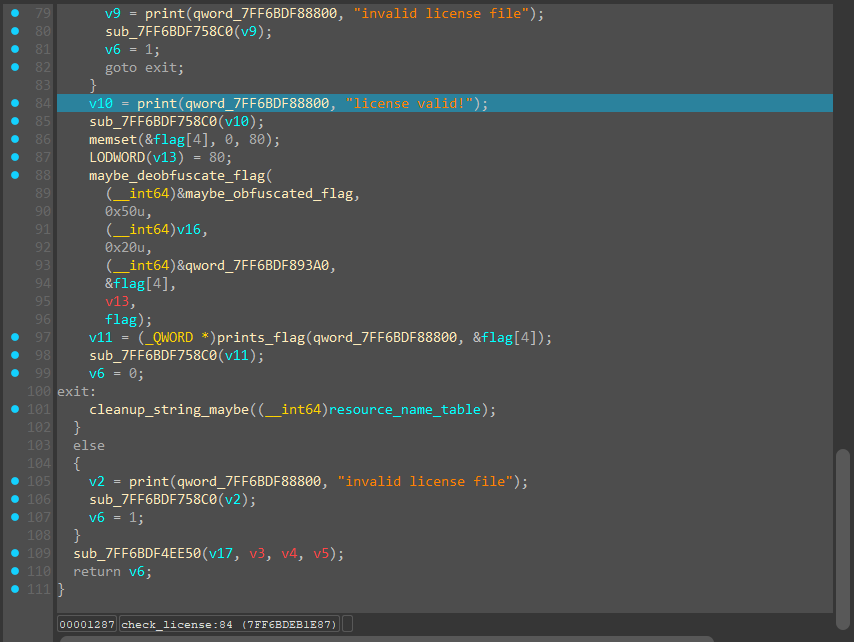 79 v9 = print(qword_7FF6BDF88800, "invalid license file");
80 sub_7FF6BDF758C0(v9);
81 v6 = 1;
82 goto exit;
83 }
84 v10 = print(qword_7FF6BDF88800, "license valid!");
85 sub_7FF6BDF758C0(v10);
86 memset(&flag[4], 0, 80);
87 LODWORD(v13) = 80;
88 maybe_deobfuscate_flag(
89 (__int64)&maybe_obfuscated_flag,
90 0x50u,
91 (__int64)v16,
92 0x20u,
93 (__int64)&qword_7FF6BDF893A0,
94 &flag[4],
95 v13,
96 flag);
97 v11 = (_QWORD *)prints_flag(qword_7FF6BDF88800, &flag[4]);
98 sub_7FF6BDF758C0(v11);
99 v6 = 0;
100 exit:
101 cleanup_string_maybe((__int64)resource_name_table);
102 }
103 else
104 {
105 v2 = print(qword_7FF6BDF88800, "invalid license file");
106 sub_7FF6BDF758C0(v2);
107 v6 = 1;
108 }
109 sub_7FF6BDF4EE50(v17, v3, v4, v5);
110 return v6;
111 }
00001287 check_license:84 (7FF6BDEB1E87)